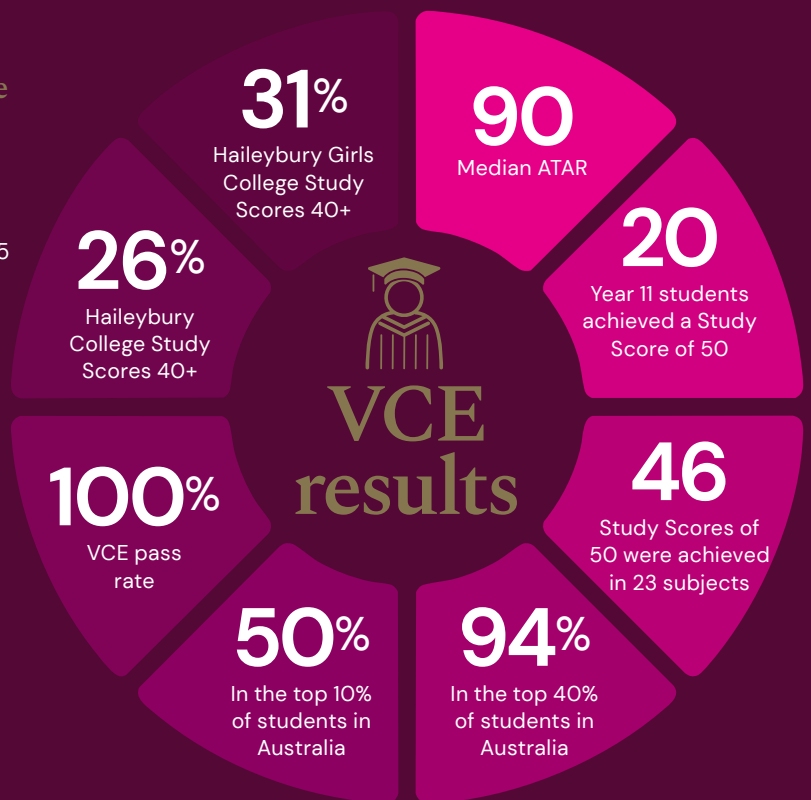 e
5
90
Median ATAR
20
Year 11 students
achieved a Study
Score of 50
46
Study Scores of
50 were achieved
in 23 subjects
94%
In the top 40%
of students in
Australia
50%
In the top 10%
of students in
Australia
100%
VCE pass
rate
26%
Haileybury
College Study
Scores 40+
31%
Haileybury Girls
College Study
Scores 40+
VCE
results